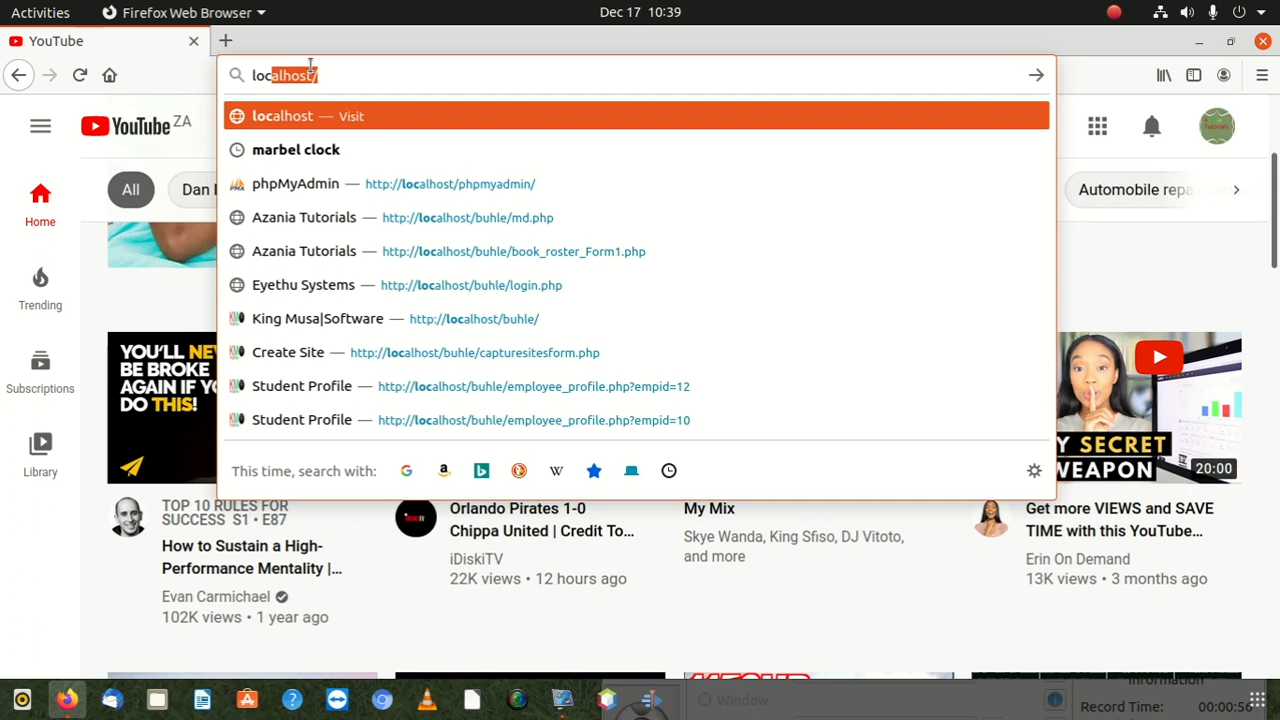 Activities
Firefox Web Browser
Dec 17 10:39
YouTube
localhost/
localhost — Visit
marbel clock
phpMyAdmin — http://localhost/phpmyadmin/
Azania Tutorials — http://localhost/buhle/md.php
Azania Tutorials — http://localhost/buhle/book_roster_Form1.php
Eyethu Systems — http://localhost/buhle/login.php
King Musa|Software — http://localhost/buhle/
Create Site — http://localhost/buhle/capturesitesform.php
Student Profile — http://localhost/buhle/employee_profile.php?empid=12
Student Profile — http://localhost/buhle/employee_profile.php?empid=10
This time, search with:
YouTube ZA
All
Dan
Automobile repa
Home
Trending
Subscriptions
Library
YOU'LL NEV
BE BROKE
AGAIN IF Y
DO THIS!
SECRET
WEAPON
20:00
TOP 10 RULES FOR
SUCCESS S1 • E87
How to Sustain a High-
Performance Mentality |...
Evan Carmichael
102K views • 1 year ago
Orlando Pirates 1-0
Chippa United | Credit To...
iDiskiTV
22K views • 12 hours ago
My Mix
Skye Wanda, King Sfiso, DJ Vitoto,
and more
Get more VIEWS and SAVE
TIME with this YouTube...
Erin On Demand
13K views • 3 months ago
Window
Information
Record Time: 00:00:56